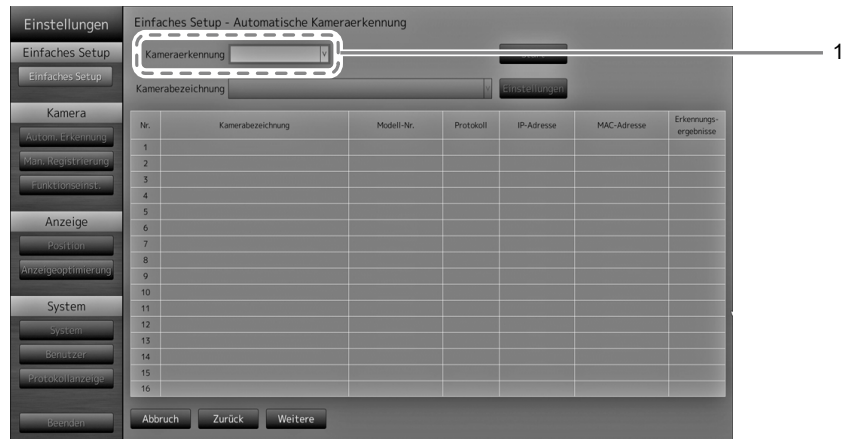 Einstellungen
Einfaches Setup
Einfaches Setup
Kamera
Autom. Erkennung
Man. Registrierung
Funktionseinst.
Anzeige
Position
Anzeigeoptimierung
System
System
Benutzer
Protokollanzeige
Beenden
Einfaches Setup - Automatische Kameraerkennung
Kameraerkennung
1
Kamerabezeichnung Einstellungen
Nr. Kamerabezeichnung Modell-Nr. Protokoll IP-Adresse MAC-Adresse Erkennungs-
ergebnisse
1
2
3
4
5
6
7
8
9
10
11
12
13
14
15
16
Abbruch Zurück Weitere